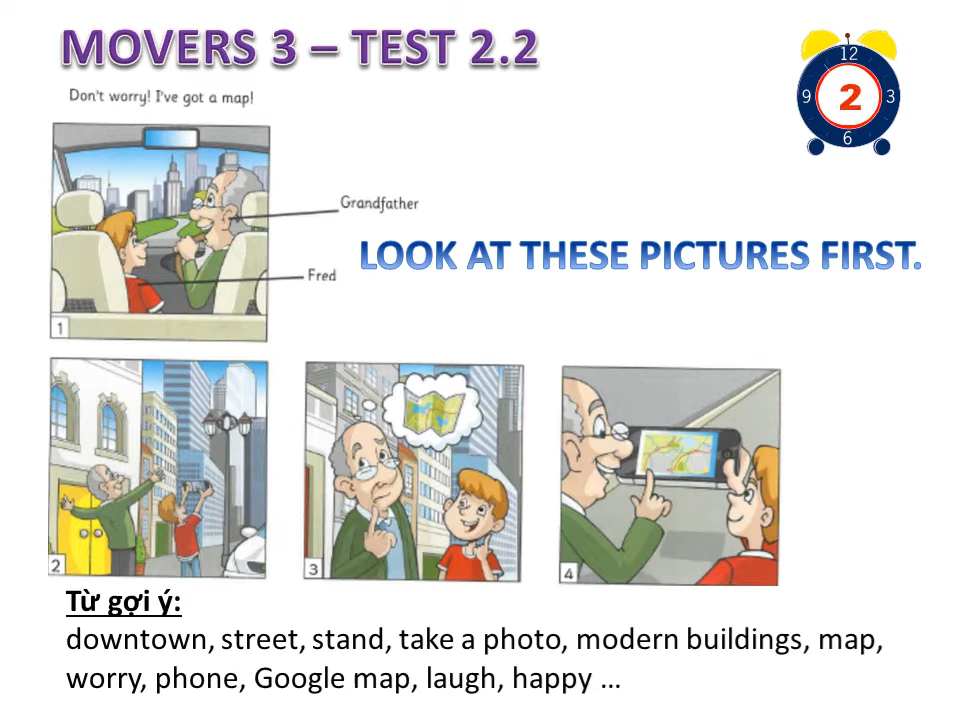 MOVERS 3 – TEST 2.2
12
9
2
3
6
Don't worry! I've got a map!
Grandfather
LOOK AT THESE PICTURES FIRST.
Fred
1
2
3
4
Từ gợi ý:
downtown, street, stand, take a photo, modern buildings, map,
worry, phone, Google map, laugh, happy …